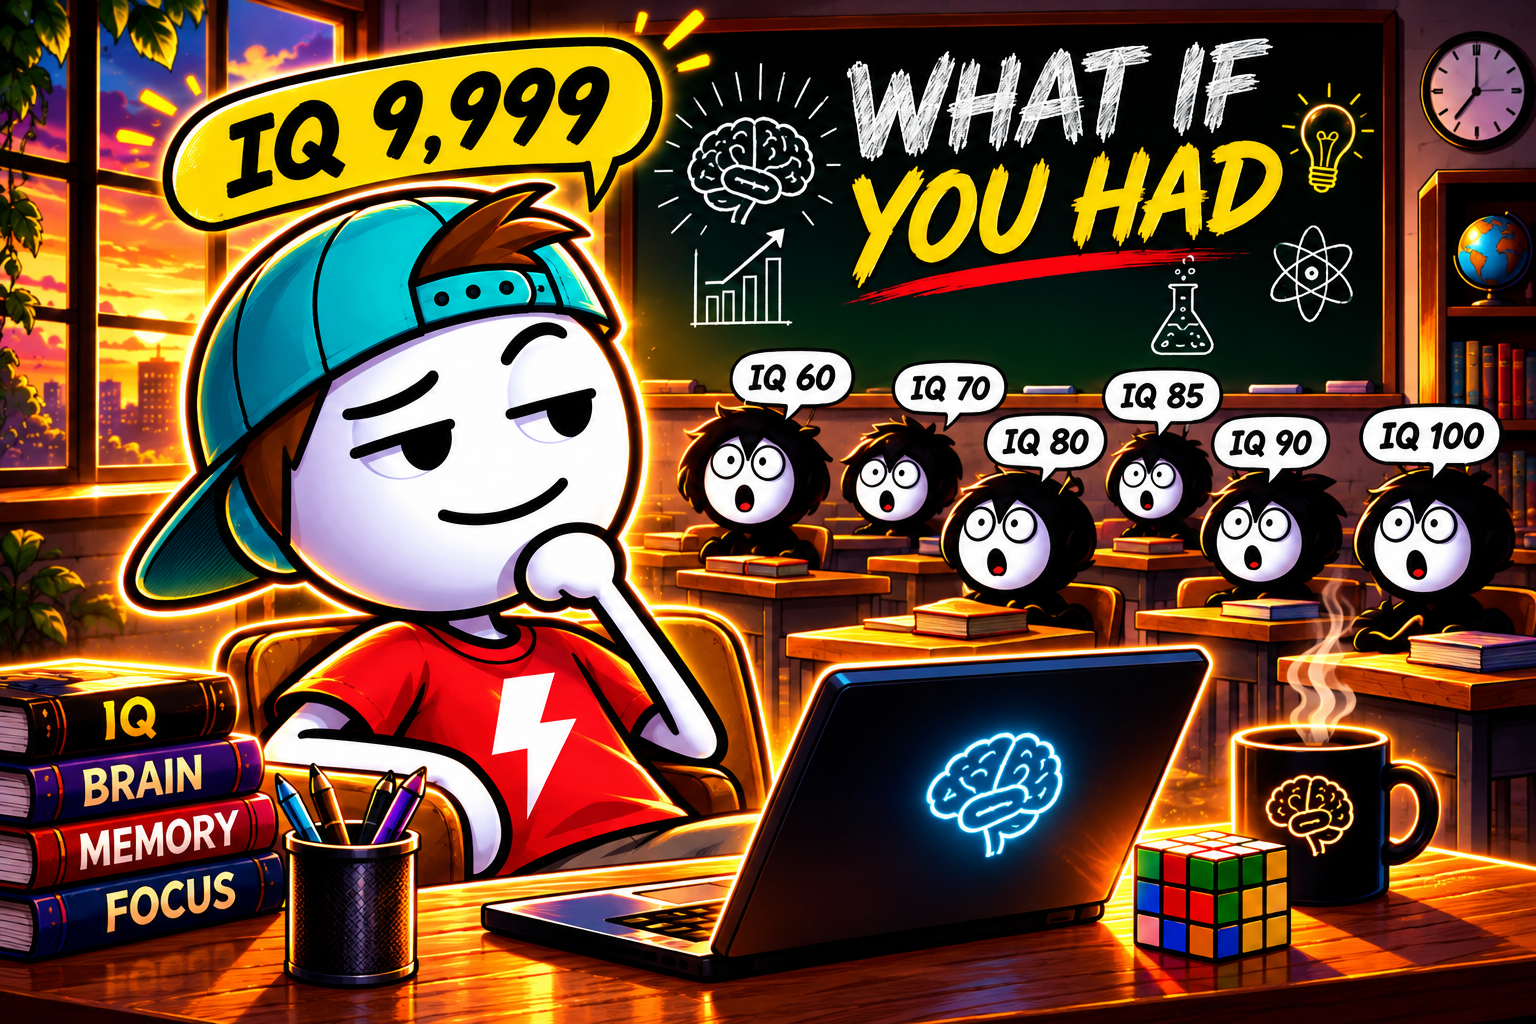 IQ 9,999
WHAT IF
YOU HAD
IQ 60
IQ 70
IQ 80
IQ 85
IQ 90
IQ 100
IQ
BRAIN
MEMORY
FOCUS